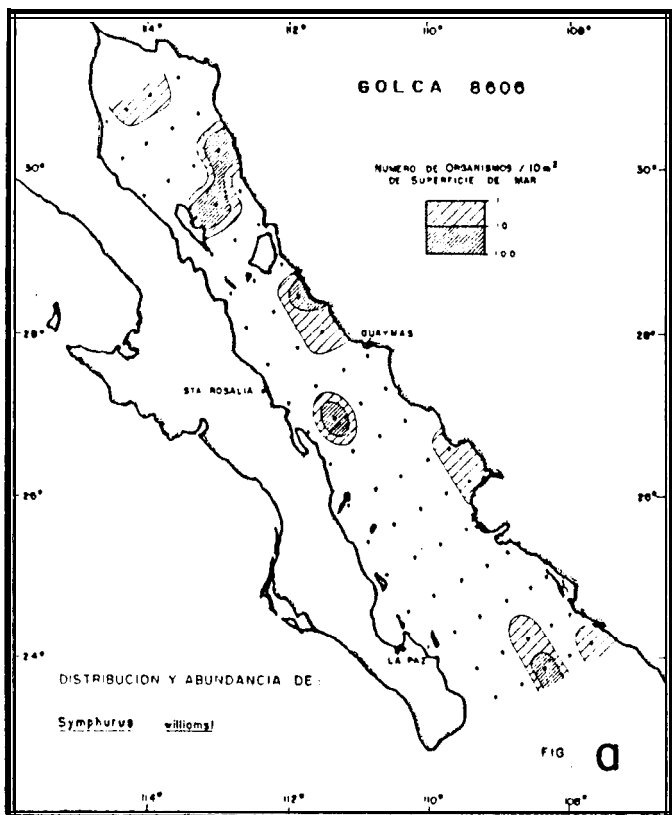 114° 112° 110° 108°
GOLCA 8606
30° 30°
NUMERO DE ORGANISMOS / 10 m²
DE SUPERFICIE DE MAR
1
10
100
28° GUAYMAS 28°
STA ROSALIA
26° 26°
24° LA PAZ 24°
DISTRIBUCION Y ABUNDANCIA DE:
Symphurus williamsi
FIG a
114° 112° 110° 108°